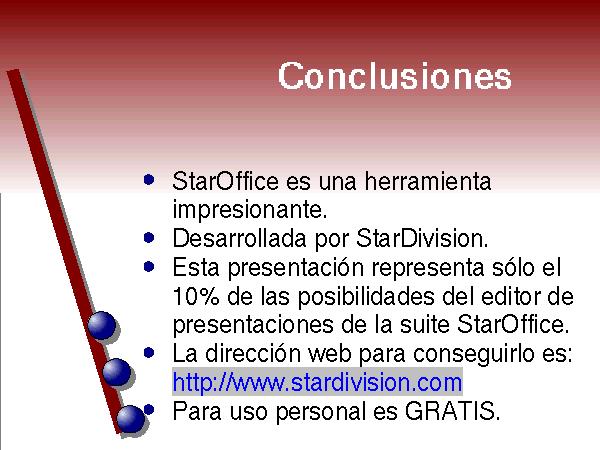 Conclusiones
• StarOffice es una herramienta
impresionante.
• Desarrollada por StarDivision.
• Esta presentación representa sólo el
10% de las posibilidades del editor de
presentaciones de la suite StarOffice.
• La dirección web para conseguirlo es:
http://www.stardivision.com
• Para uso personal es GRATIS.